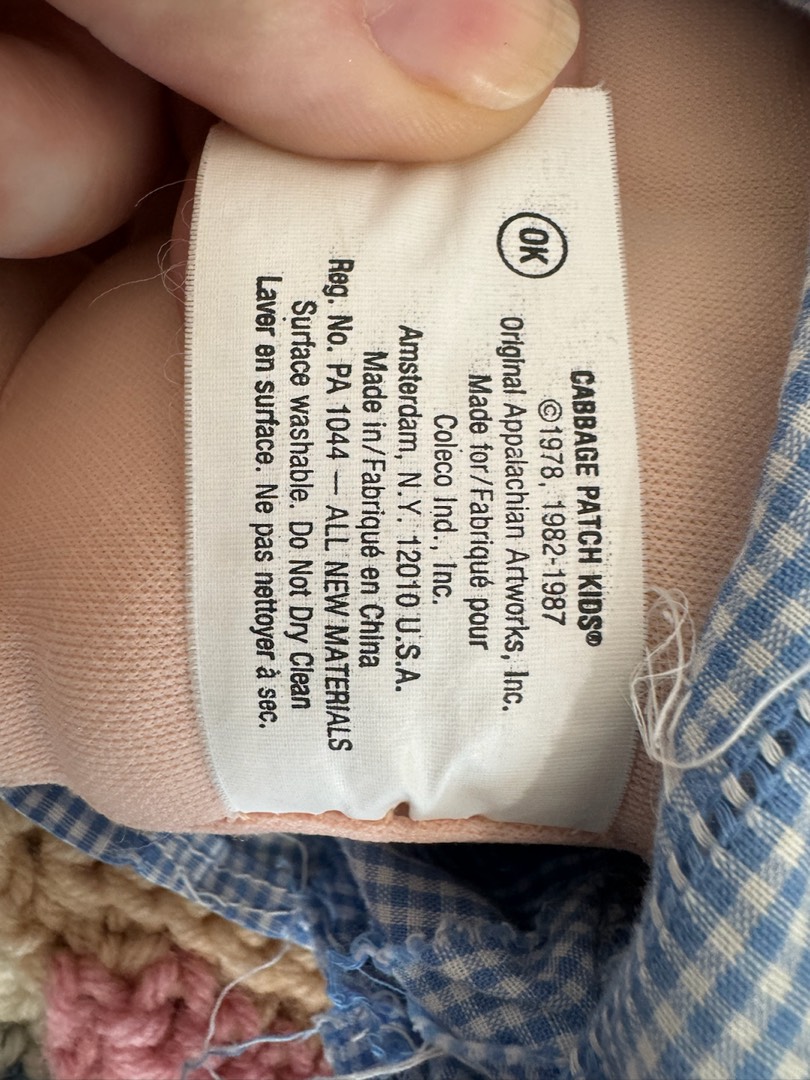 OK
CABBAGE PATCH KIDS®
©1978, 1982-1987
Original Appalachian Artworks, Inc.
Made for/Fabriqué pour
Coleco Ind., Inc.
Amsterdam, N.Y. 12010 U.S.A.
Made in/Fabriqué en China
Reg. No. PA 1044 — ALL NEW MATERIALS
Surface washable. Do Not Dry Clean
Laver en surface. Ne pas nettoyer à sec.